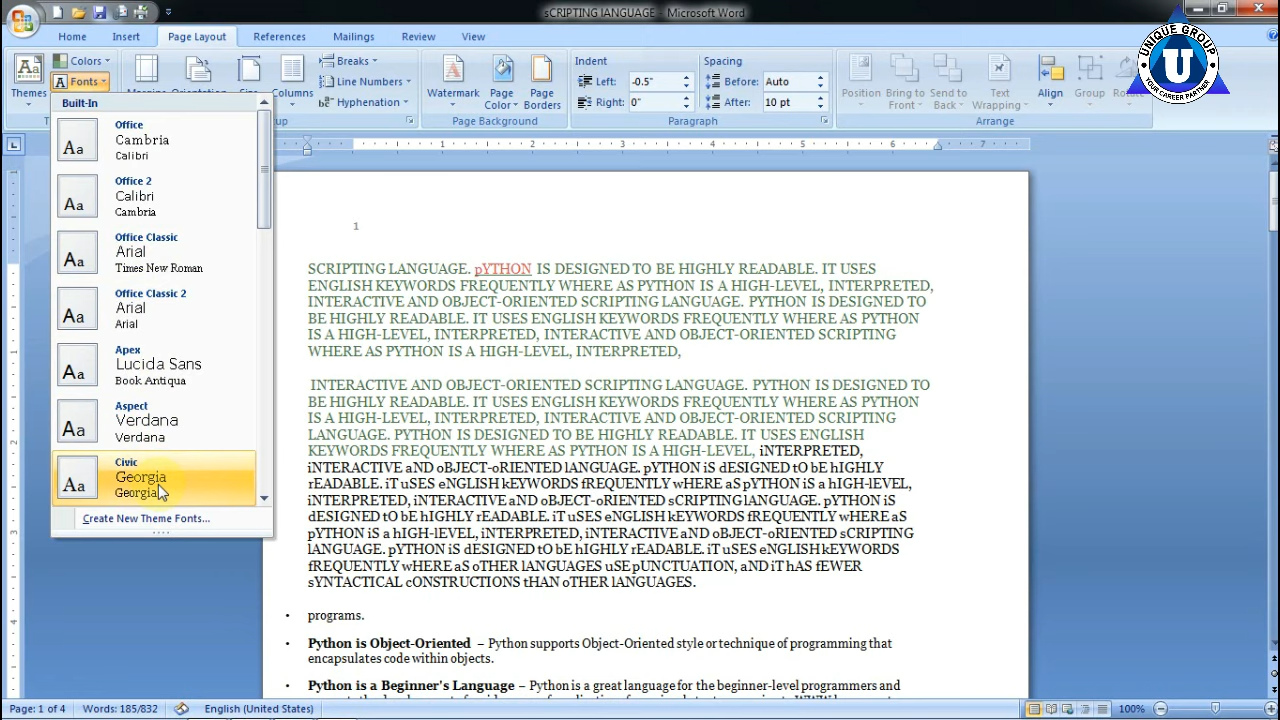 sCRIPTING lANGUAGE - Microsoft Word
Home Insert Page Layout References Mailings Review View
Themes
Colors
Fonts
Columns
Breaks
Line Numbers
Hyphenation
Watermark
Page Color
Page Borders
Page Background
Indent
Left: -0.5"
Right: 0"
Spacing
Before: Auto
After: 10 pt
Paragraph
Position
Bring to Front
Send to Back
Text Wrapping
Align
Group
Rotate
Arrange
UNIQUE GROUP
U
YOUR CAREER PARTNER
Built-In
Office
Cambria
Calibri
Office 2
Calibri
Cambria
Office Classic
Arial
Times New Roman
Office Classic 2
Arial
Arial
Apex
Lucida Sans
Book Antiqua
Aspect
Verdana
Verdana
Civic
Georgia
Georgia
Create New Theme Fonts...
1
SCRIPTING LANGUAGE. pYTHON IS DESIGNED TO BE HIGHLY READABLE. IT USES
ENGLISH KEYWORDS FREQUENTLY WHERE AS PYTHON IS A HIGH-LEVEL, INTERPRETED,
INTERACTIVE AND OBJECT-ORIENTED SCRIPTING LANGUAGE. PYTHON IS DESIGNED TO
BE HIGHLY READABLE. IT USES ENGLISH KEYWORDS FREQUENTLY WHERE AS PYTHON
IS A HIGH-LEVEL, INTERPRETED, INTERACTIVE AND OBJECT-ORIENTED SCRIPTING
WHERE AS PYTHON IS A HIGH-LEVEL, INTERPRETED,
INTERACTIVE AND OBJECT-ORIENTED SCRIPTING LANGUAGE. PYTHON IS DESIGNED TO
BE HIGHLY READABLE. IT USES ENGLISH KEYWORDS FREQUENTLY WHERE AS PYTHON
IS A HIGH-LEVEL, INTERPRETED, INTERACTIVE AND OBJECT-ORIENTED SCRIPTING
LANGUAGE. PYTHON IS DESIGNED TO BE HIGHLY READABLE. IT USES ENGLISH
KEYWORDS FREQUENTLY WHERE AS PYTHON IS A HIGH-LEVEL, iNTERPRETED,
iNTERACTIVE aND oBJECT-oRIENTED lANGUAGE. pYTHON iS dESIGNED tO bE hIGHLY
rEADABLE. iT uSES eNGLISH kEYWORDS fREQUENTLY wHERE aS pYTHON iS a hIGH-lEVEL,
iNTERPRETED, iNTERACTIVE aND oBJECT-oRIENTED sCRIPTING lANGUAGE. pYTHON iS
dESIGNED tO bE hIGHLY rEADABLE. iT uSES eNGLISH kEYWORDS fREQUENTLY wHERE aS
pYTHON iS a hIGH-lEVEL, iNTERPRETED, iNTERACTIVE aND oBJECT-oRIENTED sCRIPTING
lANGUAGE. pYTHON iS dESIGNED tO bE hIGHLY rEADABLE. iT uSES eNGLISH kEYWORDS
fREQUENTLY wHERE aS oTHER lANGUAGES uSE pUNCTUATION, aND iT hAS fEWER
sYNTACTICAL cONSTRUCTIONS tHAN oTHER lANGUAGES.
• programs.
• Python is Object-Oriented – Python supports Object-Oriented style or technique of programming that
encapsulates code within objects.
• Python is a Beginner's Language – Python is a great language for the beginner-level programmers and
Page: 1 of 4 Words: 185/832 English (United States) 100%